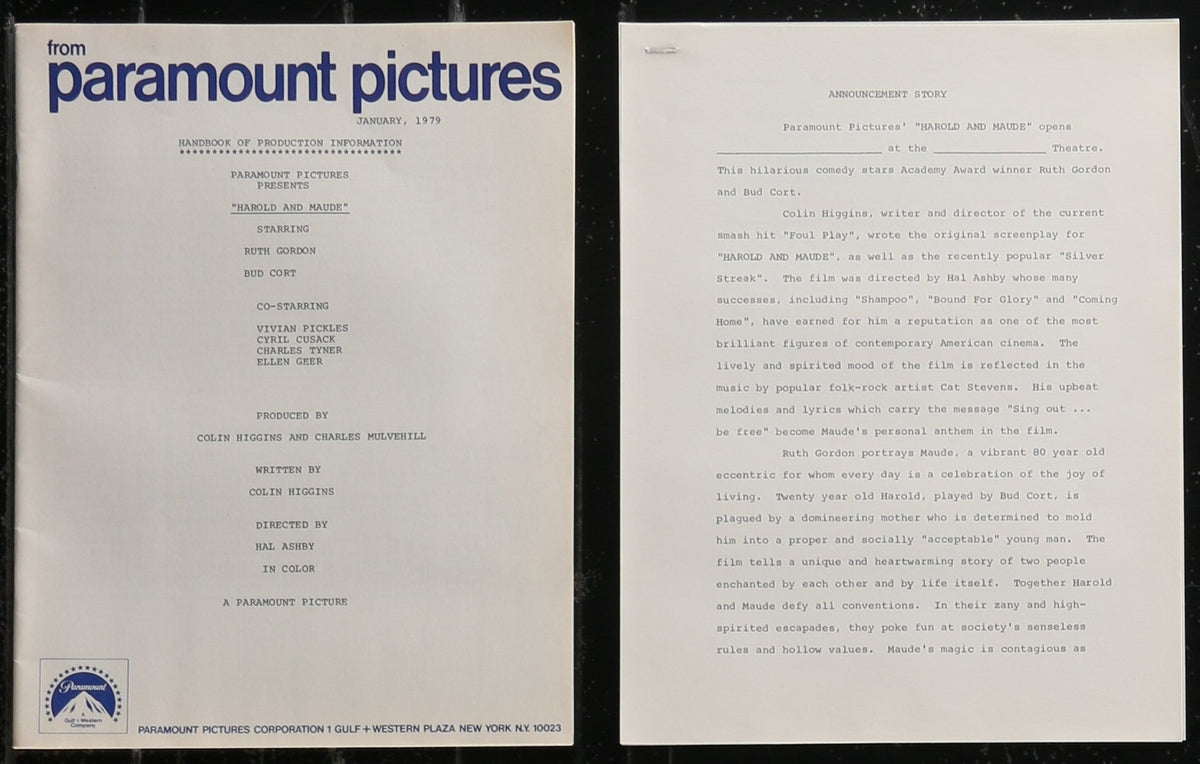 from
paramount pictures
JANUARY, 1979
HANDBOOK OF PRODUCTION INFORMATION
**********************************
PARAMOUNT PICTURES
PRESENTS
"HAROLD AND MAUDE"
STARRING
RUTH GORDON
BUD CORT
CO-STARRING
VIVIAN PICKLES
CYRIL CUSACK
CHARLES TYNER
ELLEN GEER
PRODUCED BY
COLIN HIGGINS AND CHARLES MULVEHILL
WRITTEN BY
COLIN HIGGINS
DIRECTED BY
HAL ASHBY
IN COLOR
A PARAMOUNT PICTURE
Paramount
A
Gulf+Western
Company
PARAMOUNT PICTURES CORPORATION 1 GULF + WESTERN PLAZA NEW YORK N.Y. 10023
ANNOUNCEMENT STORY
Paramount Pictures' "HAROLD AND MAUDE" opens
____________________ at the ______________ Theatre.
This hilarious comedy stars Academy Award winner Ruth Gordon
and Bud Cort.
Colin Higgins, writer and director of the current
smash hit "Foul Play", wrote the original screenplay for
"HAROLD AND MAUDE", as well as the recently popular "Silver
Streak". The film was directed by Hal Ashby whose many
successes, including "Shampoo", "Bound For Glory" and "Coming
Home", have earned for him a reputation as one of the most
brilliant figures of contemporary American cinema. The
lively and spirited mood of the film is reflected in the
music by popular folk-rock artist Cat Stevens. His upbeat
melodies and lyrics which carry the message "Sing out ...
be free" become Maude's personal anthem in the film.
Ruth Gordon portrays Maude, a vibrant 80 year old
eccentric for whom every day is a celebration of the joy of
living. Twenty year old Harold, played by Bud Cort, is
plagued by a domineering mother who is determined to mold
him into a proper and socially "acceptable" young man. The
film tells a unique and heartwarming story of two people
enchanted by each other and by life itself. Together Harold
and Maude defy all conventions. In their zany and high-
spirited escapades, they poke fun at society's senseless
rules and hollow values. Maude's magic is contagious as